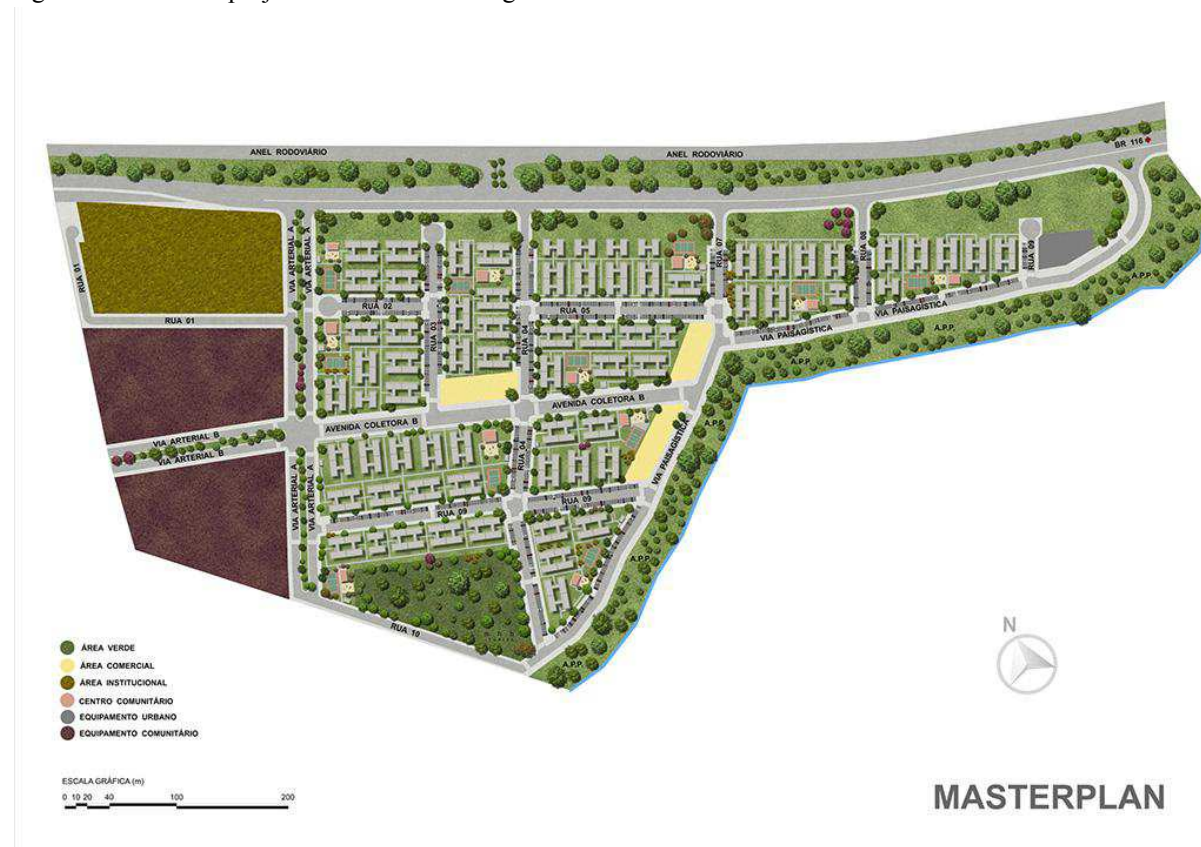 ANEL RODOVIÁRIO
ANEL RODOVIÁRIO
BR 116
RUA 01
VIA ARTERIAL A
VIA ARTERIAL A
RUA 07
RUA 08
RUA 09
A.P.P.
RUA 02
RUA 03
RUA 04
RUA 05
VIA PAISAGÍSTICA
VIA PAISAGÍSTICA
A.P.P.
RUA 01
A.P.P.
AVENIDA COLETORA B
AVENIDA COLETORA B
VIA ARTERIAL B
VIA ARTERIAL B
RUA 04
VIA PAISAGÍSTICA
A.P.P.
VIA ARTERIAL A
VIA ARTERIAL A
RUA 09
RUA 09
A.P.P.
RUA 10
A.P.P.
ÁREA VERDE
ÁREA COMERCIAL
ÁREA INSTITUCIONAL
CENTRO COMUNITÁRIO
EQUIPAMENTO URBANO
EQUIPAMENTO COMUNITÁRIO
N
ESCALA GRÁFICA (m)
0 10 20 40 100 200
MASTERPLAN